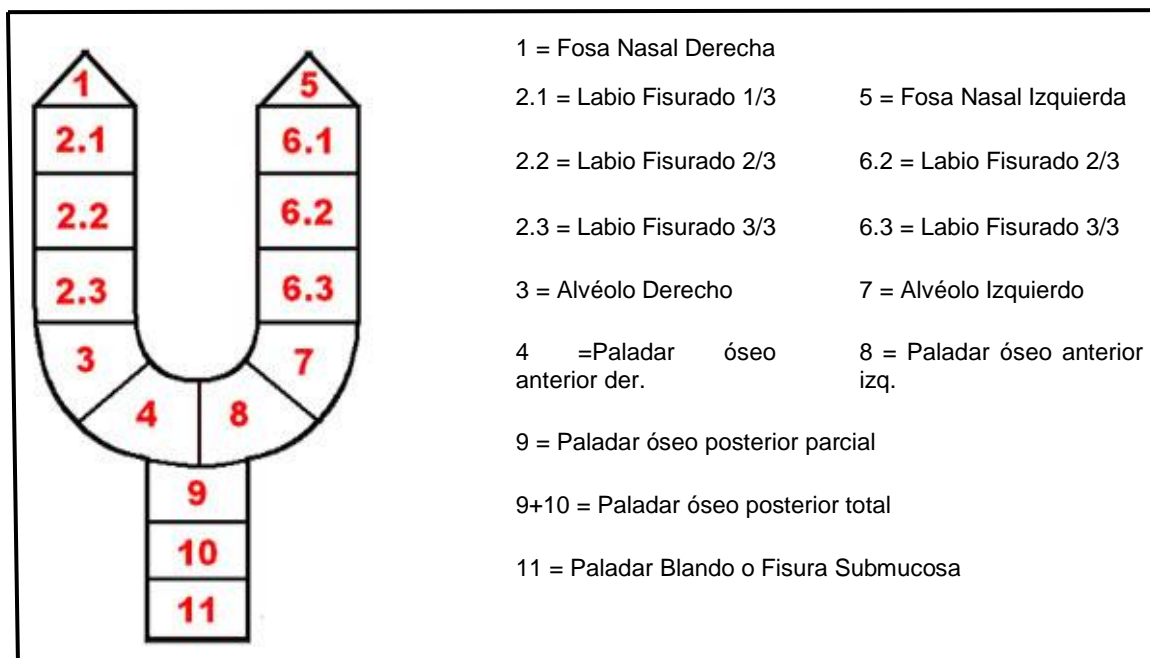 1 5
2.1 6.1
2.2 6.2
2.3 6.3
3 7
4 8
9
10
11
1 = Fosa Nasal Derecha
2.1 = Labio Fisurado 1/3 5 = Fosa Nasal Izquierda
2.2 = Labio Fisurado 2/3 6.2 = Labio Fisurado 2/3
2.3 = Labio Fisurado 3/3 6.3 = Labio Fisurado 3/3
3 = Alvéolo Derecho 7 = Alvéolo Izquierdo
4 =Paladar óseo 8 = Paladar óseo anterior
anterior der. izq.
9 = Paladar óseo posterior parcial
9+10 = Paladar óseo posterior total
11 = Paladar Blando o Fisura Submucosa